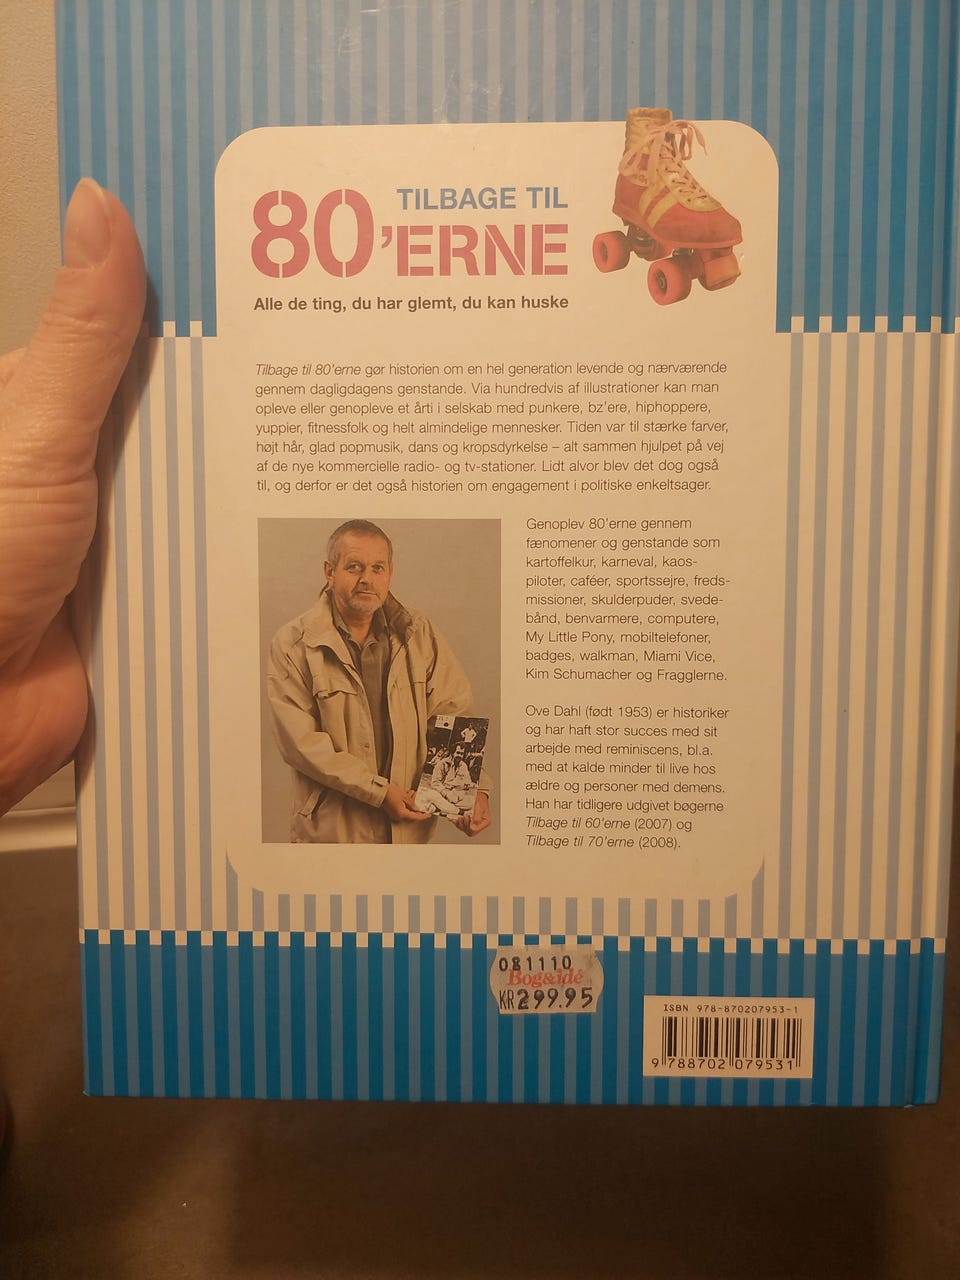 TILBAGE TIL
80'ERNE
Alle de ting, du har glemt, du kan huske
Tilbage til 80'erne gør historien om en hel generation levende og nærværende
gennem dagligdagens genstande. Via hundredvis af illustrationer kan man
opleve eller genopleve et årti i selskab med punkere, bz'ere, hiphoppere,
yuppier, fitnessfolk og helt almindelige mennesker. Tiden var til stærke farver,
højt hår, glad popmusik, dans og kropsdyrkelse – alt sammen hjulpet på vej
af de nye kommercielle radio- og tv-stationer. Lidt alvor blev det dog også
til, og derfor er det også historien om engagement i politiske enkeltsager.
Genoplev 80'erne gennem
fænomener og genstande som
kartoffelkur, karneval, kaos-
piloter, caféer, sportssejre, freds-
missioner, skulderpuder, svede-
bånd, benvarmere, computere,
My Little Pony, mobiltelefoner,
badges, walkman, Miami Vice,
Kim Schumacher og Fragglerne.
Ove Dahl (født 1953) er historiker
og har haft stor succes med sit
arbejde med reminiscens, bl.a.
med at kalde minder til live hos
ældre og personer med demens.
Han har tidligere udgivet bøgerne
Tilbage til 60'erne (2007) og
Tilbage til 70'erne (2008).
081110
Bog&idé
KR299.95
ISBN 978-870207953-1
9 788702 079531